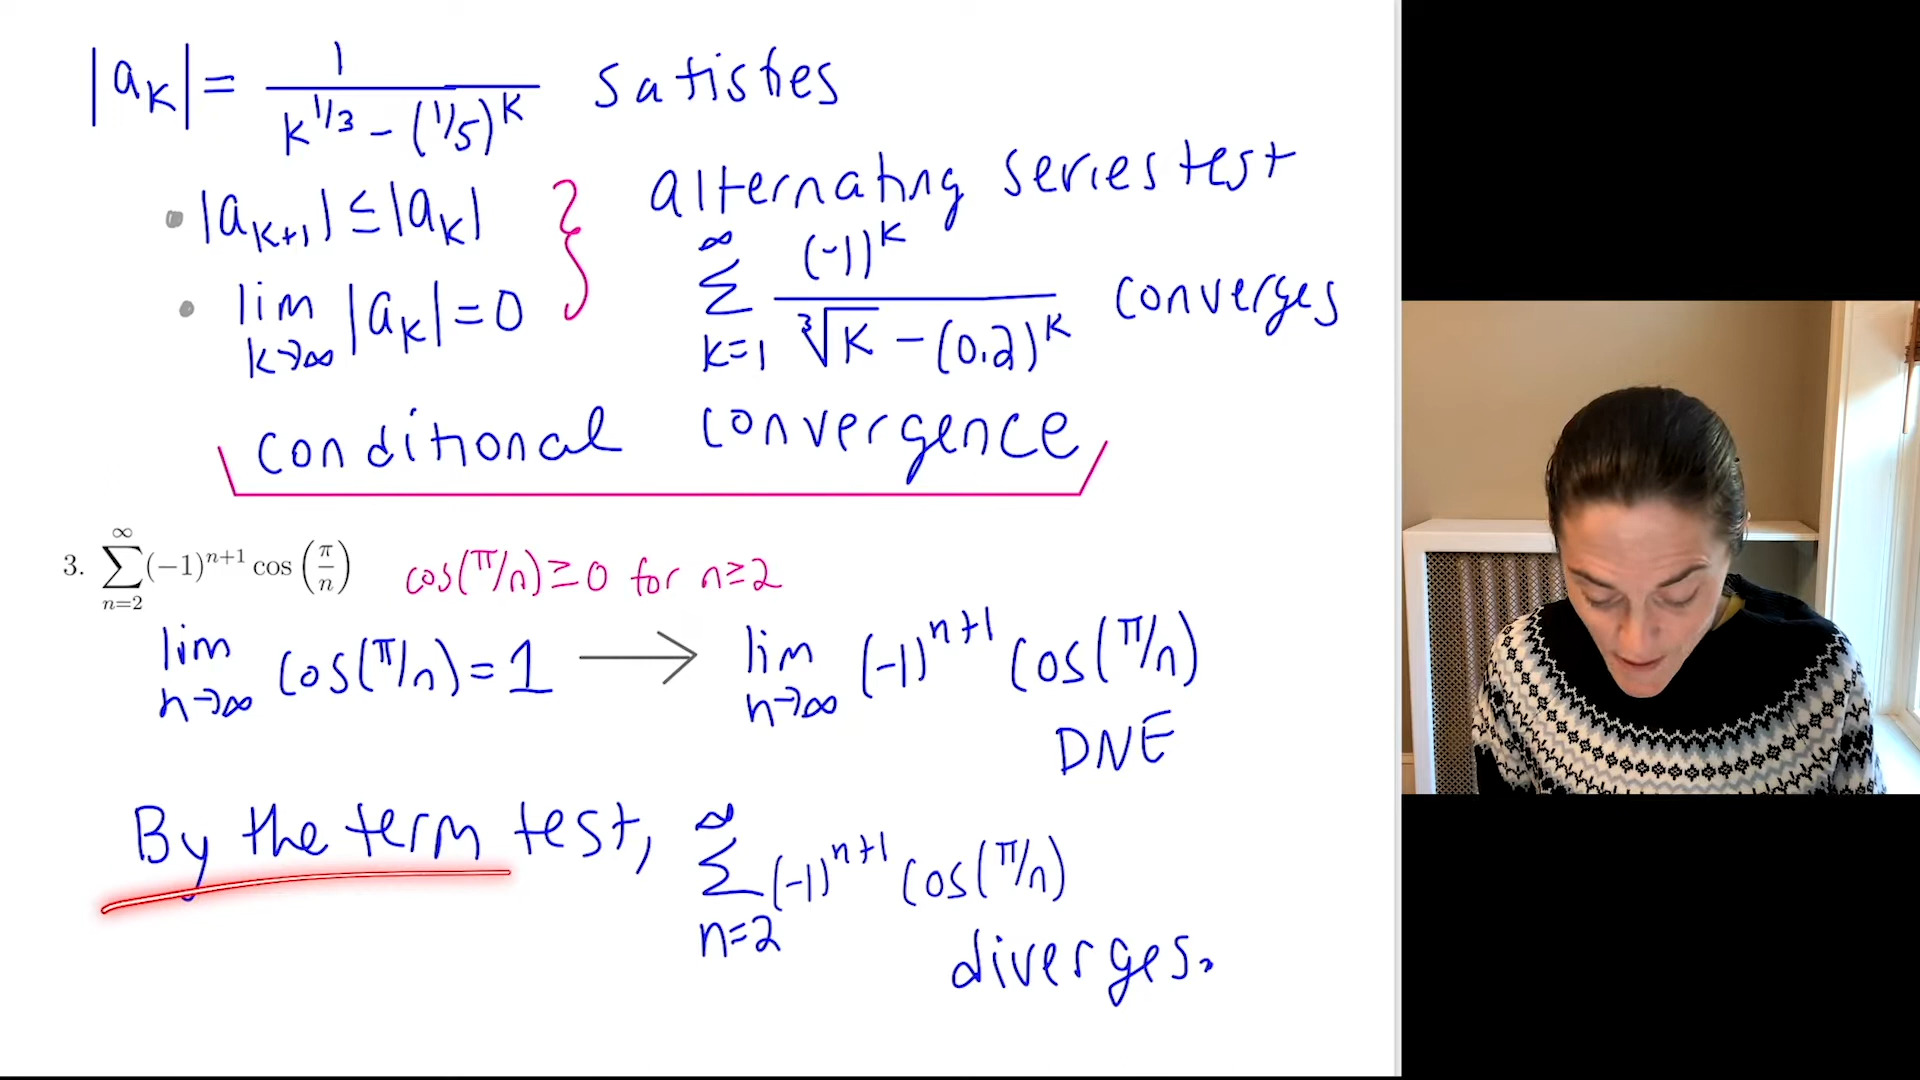 |a_K| = 1/(K^{1/3} - (1/5)^K) satisfies
• |a_{K+1}| ≤ |a_K|
• lim_{K→∞} |a_K| = 0
alternating series test
∑_{K=1}^{∞} (-1)^K/(∛K - (0.2)^K) converges
conditional convergence
3. ∑_{n=2}^{∞} (−1)^{n+1} cos(π/n) cos(π/n) ≥ 0 for n≥2
lim_{n→∞} cos(π/n) = 1 → lim_{n→∞} (-1)^{n+1} cos(π/n)
DNE
By the term test, ∑_{n=2}^{∞} (-1)^{n+1} cos(π/n)
diverges.